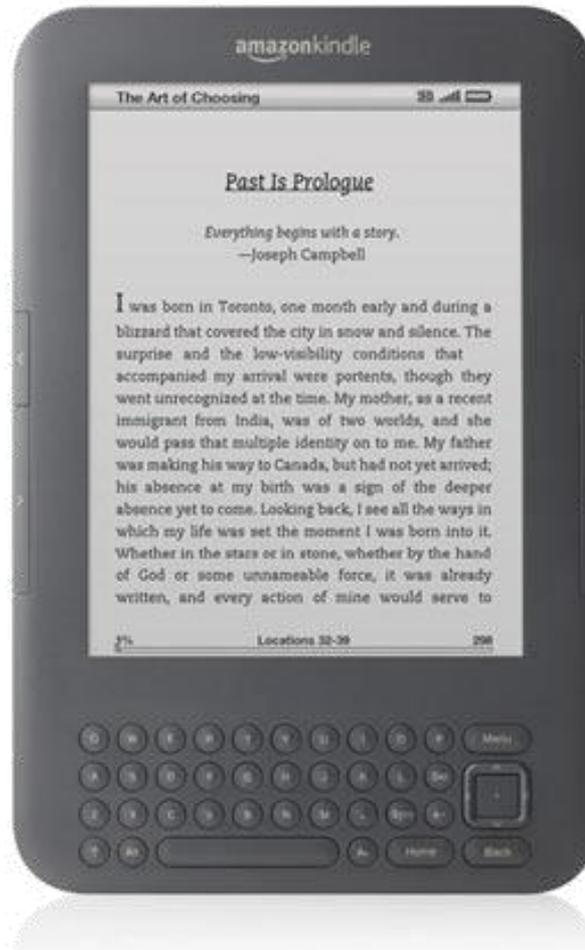 amazonkindle
The Art of Choosing 3G
Past Is Prologue
Everything begins with a story.
—Joseph Campbell
I was born in Toronto, one month early and during a
blizzard that covered the city in snow and silence. The
surprise and the low-visibility conditions that
accompanied my arrival were portents, though they
went unrecognized at the time. My mother, as a recent
immigrant from India, was of two worlds, and she
would pass that multiple identity on to me. My father
was making his way to Canada, but had not yet arrived;
his absence at my birth was a sign of the deeper
absence yet to come. Looking back, I see all the ways in
which my life was set the moment I was born into it.
Whether in the stars or in stone, whether by the hand
of God or some unnameable force, it was already
written, and every action of mine would serve to
Locations 32-39 298
Q W E R T Y U I O P Menu
A S D F G H J K L Del
Z X C V B N M . Sym
Alt Aa Home Back